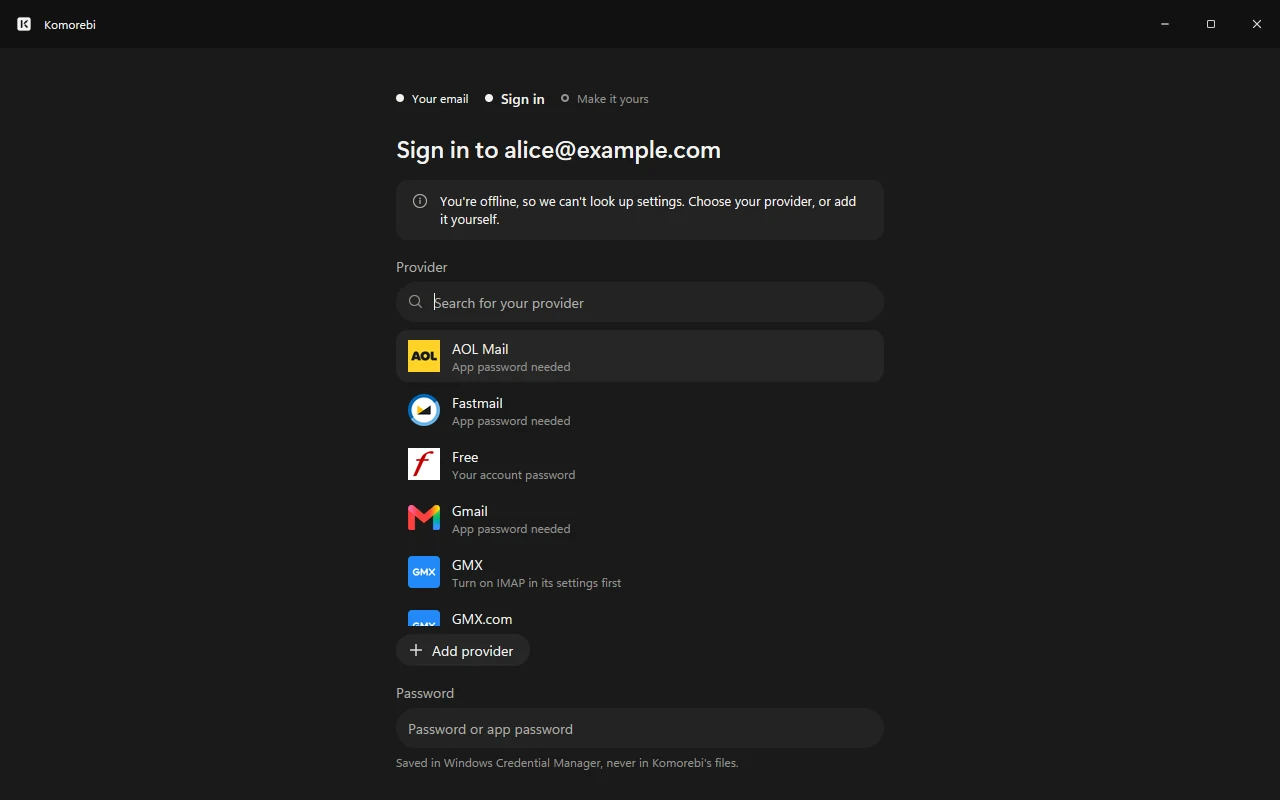 Komorebi
Your email
Sign in
Make it yours
Sign in to alice@example.com
You're offline, so we can't look up settings. Choose your provider, or add
it yourself.
Provider
Search for your provider
AOL
AOL Mail
App password needed
Fastmail
App password needed
f
Free
Your account password
Gmail
App password needed
GMX
GMX
Turn on IMAP in its settings first
GMX
GMX.com
Add provider
Password
Password or app password
Saved in Windows Credential Manager, never in Komorebi's files.